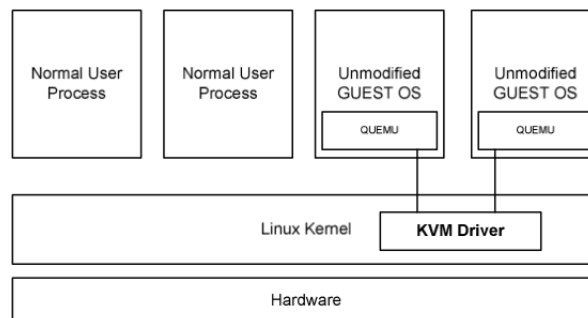 Normal User
Process
Normal User
Process
Unmodified
GUEST OS
QUEMU
Unmodified
GUEST OS
QUEMU
Linux Kernel
KVM Driver
Hardware